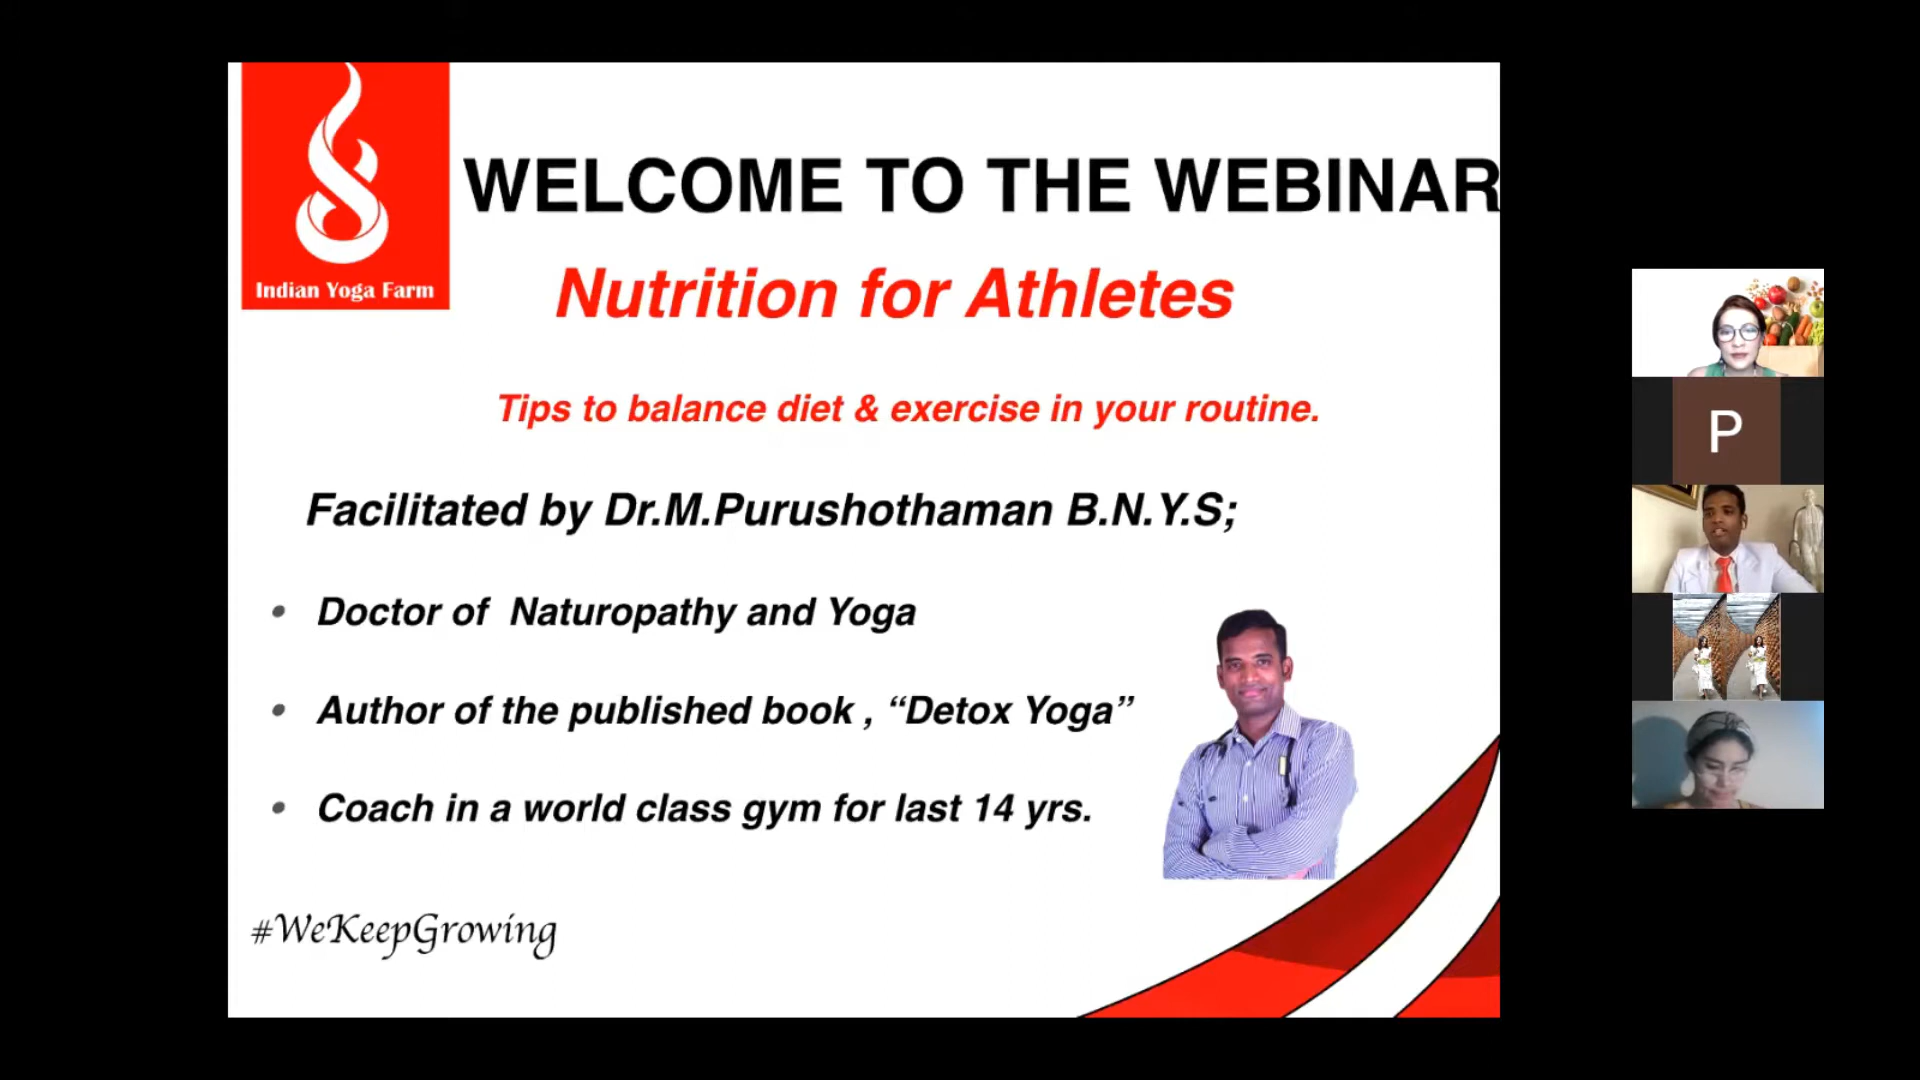 Indian Yoga Farm
WELCOME TO THE WEBINAR
Nutrition for Athletes
Tips to balance diet & exercise in your routine.
Facilitated by Dr.M.Purushothaman B.N.Y.S;
• Doctor of Naturopathy and Yoga
• Author of the published book , “Detox Yoga”
• Coach in a world class gym for last 14 yrs.
#WeKeepGrowing
P